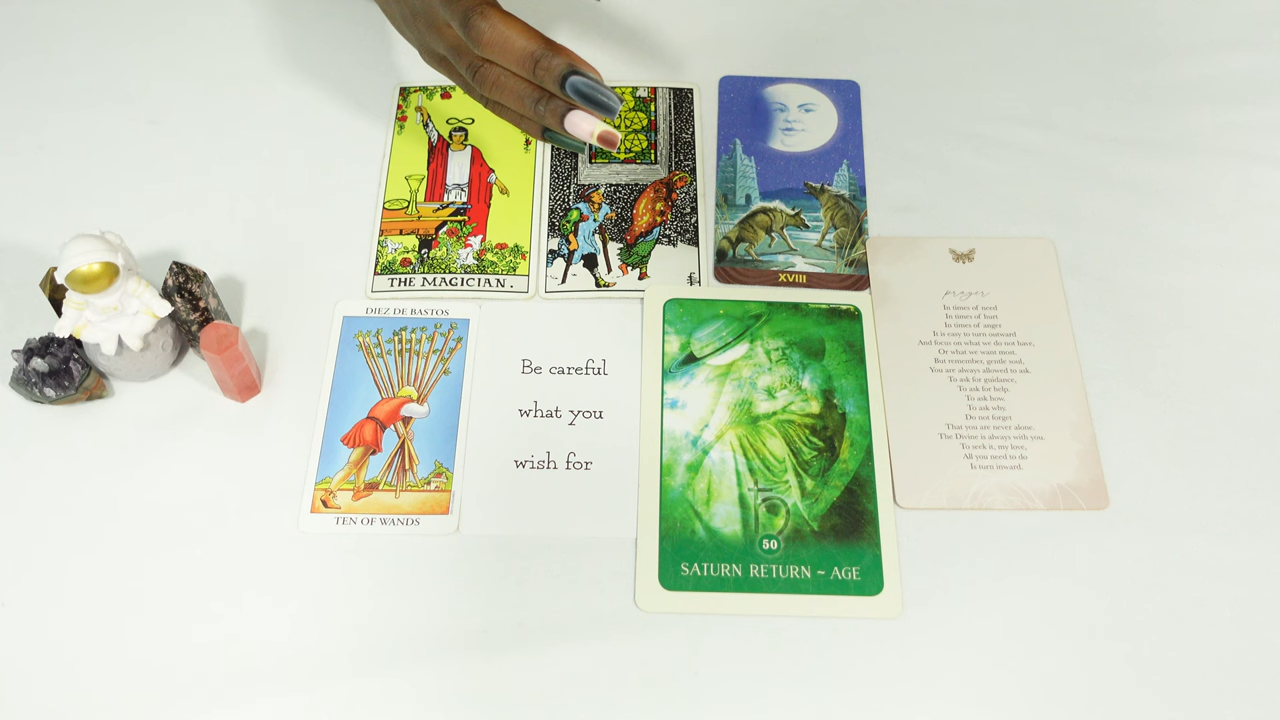 THE MAGICIAN.
XVIII
DIEZ DE BASTOS
TEN OF WANDS
Be careful
what you
wish for
50
SATURN RETURN ~ AGE
prayer
In times of need
In times of hurt
In times of anger
It is easy to turn outward
And focus on what we do not have,
Or what we want most.
But remember, gentle soul,
You are always allowed to ask.
To ask for guidance,
To ask for help.
To ask how.
To ask why.
Do not forget
That you are never alone.
The Divine is always with you.
To seek it, my love,
All you need to do
Is turn inward.